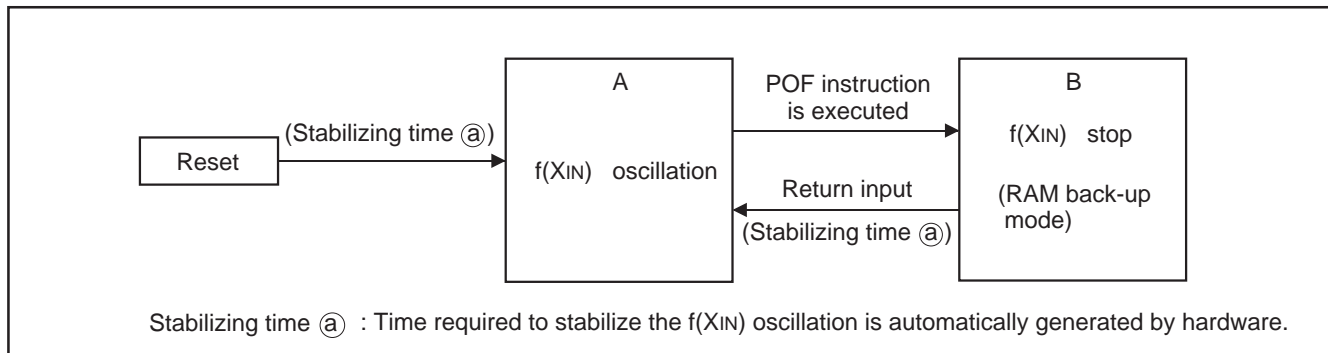 Reset
(Stabilizing time ⓐ)
A
f(XIN) oscillation
POF instruction
is executed
Return input
(Stabilizing time ⓐ)
B
f(XIN) stop
(RAM back-up
mode)
Stabilizing time ⓐ : Time required to stabilize the f(XIN) oscillation is automatically generated by hardware.